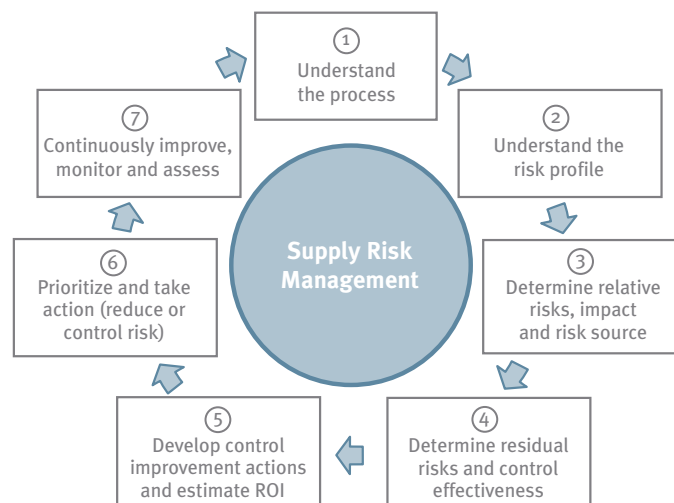 1
Understand
the process
2
Understand the
risk profile
3
Determine relative
risks, impact
and risk source
4
Determine residual
risks and control
effectiveness
5
Develop control
improvement actions
and estimate ROI
6
Prioritize and take
action (reduce or
control risk)
7
Continuously improve,
monitor and assess
Supply Risk
Management